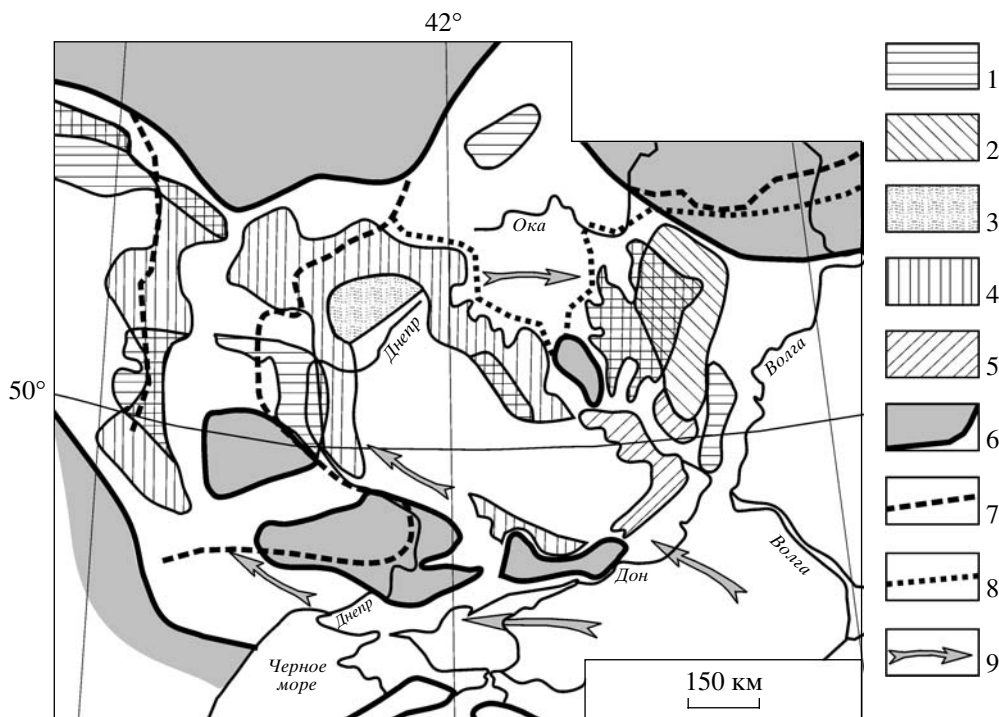 42°
1
2
3
4
5
6
7
8
9
50°
Ока
Днепр
Волга
Волга
Дон
Днепр
Черное
море
150 км